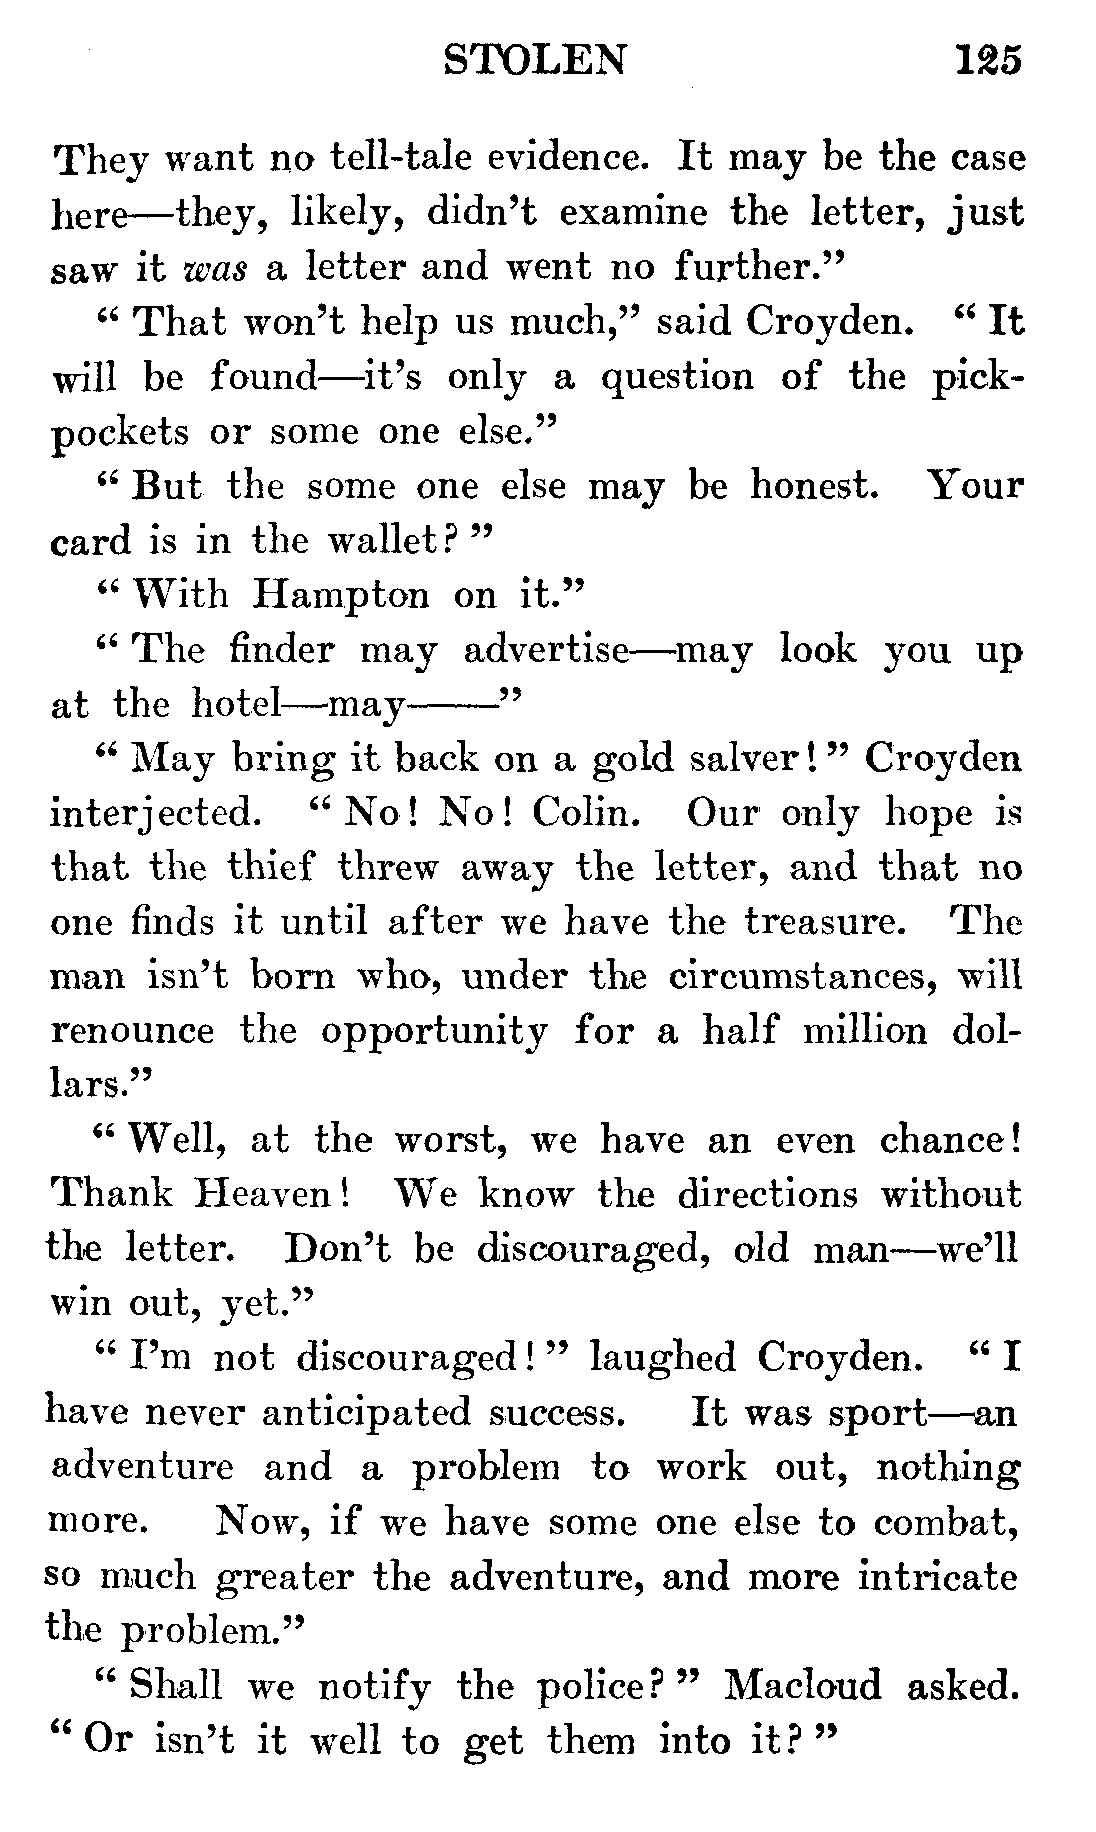 STOLEN 125
They want no tell-tale evidence. It may be the case
here—they, likely, didn't examine the letter, just
saw it was a letter and went no further."
" That won't help us much," said Croyden. " It
will be found—it's only a question of the pick-
pockets or some one else."
" But the some one else may be honest. Your
card is in the wallet? "
" With Hampton on it."
" The finder may advertise—may look you up
at the hotel—may——"
" May bring it back on a gold salver! " Croyden
interjected. " No! No! Colin. Our only hope is
that the thief threw away the letter, and that no
one finds it until after we have the treasure. The
man isn't born who, under the circumstances, will
renounce the opportunity for a half million dol-
lars."
" Well, at the worst, we have an even chance!
Thank Heaven! We know the directions without
the letter. Don't be discouraged, old man—we'll
win out, yet."
" I'm not discouraged! " laughed Croyden. " I
have never anticipated success. It was sport—an
adventure and a problem to work out, nothing
more. Now, if we have some one else to combat,
so much greater the adventure, and more intricate
the problem."
" Shall we notify the police? " Macloud asked.
" Or isn't it well to get them into it? "